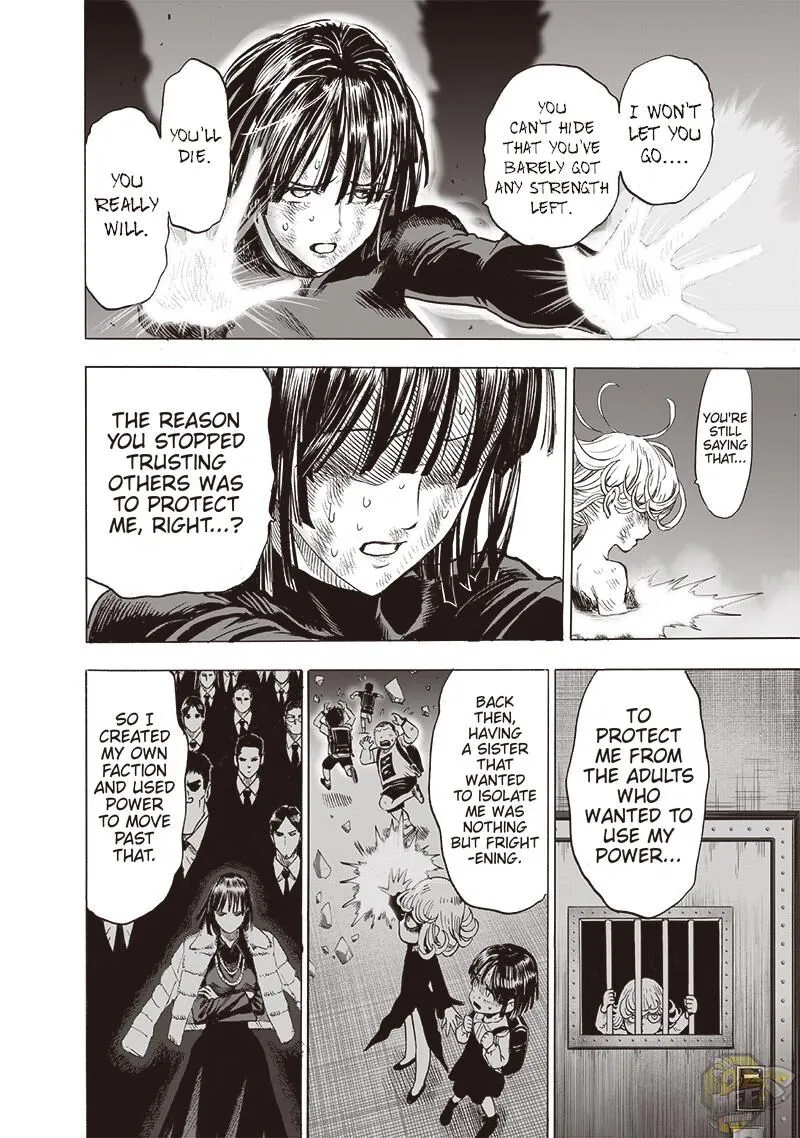 I WON'T
LET YOU
GO....
YOU
CAN'T HIDE
THAT YOU'VE
BARELY GOT
ANY STRENGTH
LEFT.
YOU'LL
DIE.
YOU
REALLY
WILL.
YOU'RE
STILL
SAYING
THAT...
THE REASON
YOU STOPPED
TRUSTING
OTHERS WAS
TO PROTECT
ME, RIGHT...?
TO
PROTECT
ME FROM
THE ADULTS
WHO
WANTED TO
USE MY
POWER...
BACK
THEN,
HAVING
A SISTER
THAT
WANTED
TO ISOLATE
ME WAS
NOTHING
BUT FRIGHT
-ENING.
SO I
CREATED
MY OWN
FACTION
AND USED
POWER
TO MOVE
PAST
THAT.